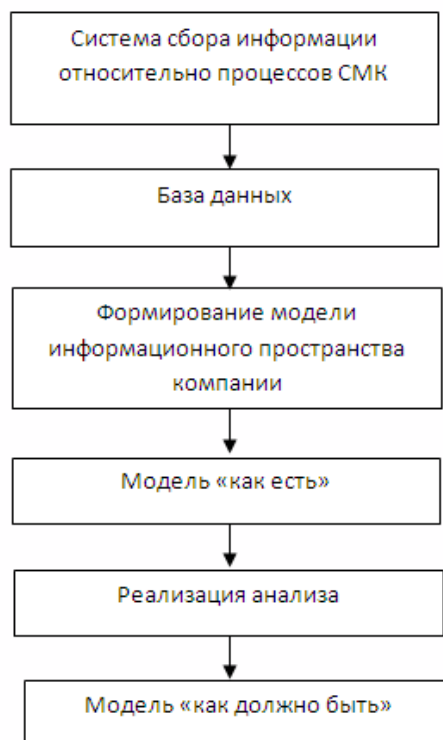 Система сбора информации
относительно процессов СМК
База данных
Формирование модели
информационного пространства
компании
Модель «как есть»
Реализация анализа
Модель «как должно быть»